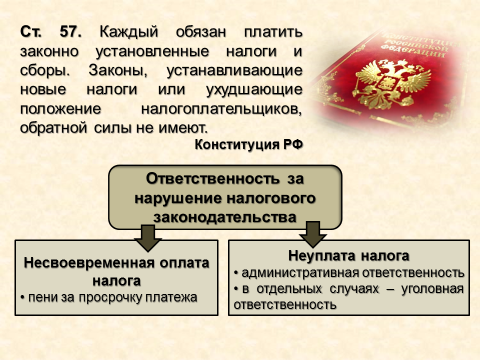 Ст. 57. Каждый обязан платить
законно установленные налоги и
сборы. Законы, устанавливающие
новые налоги или ухудшающие
положение налогоплательщиков,
обратной силы не имеют.
Конституция РФ
Ответственность за
нарушение налогового
законодательства
Несвоевременная оплата
налога
• пени за просрочку платежа
Неуплата налога
• административная ответственность
• в отдельных случаях – уголовная
ответственность